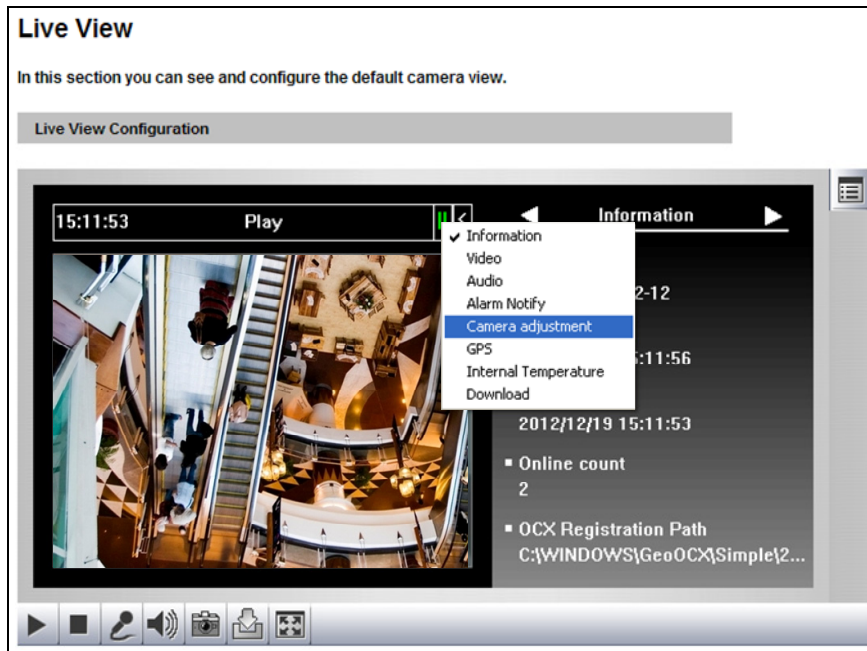 Live View
In this section you can see and configure the default camera view.
Live View Configuration
15:11:53 Play
Information
Information
Video
Audio
Alarm Notify
Camera adjustment
GPS
Internal Temperature
Download
2-12
:11:56
2012/12/19 15:11:53
Online count
2
OCX Registration Path
C:\WINDOWS\GeoOCX\Simple\2...